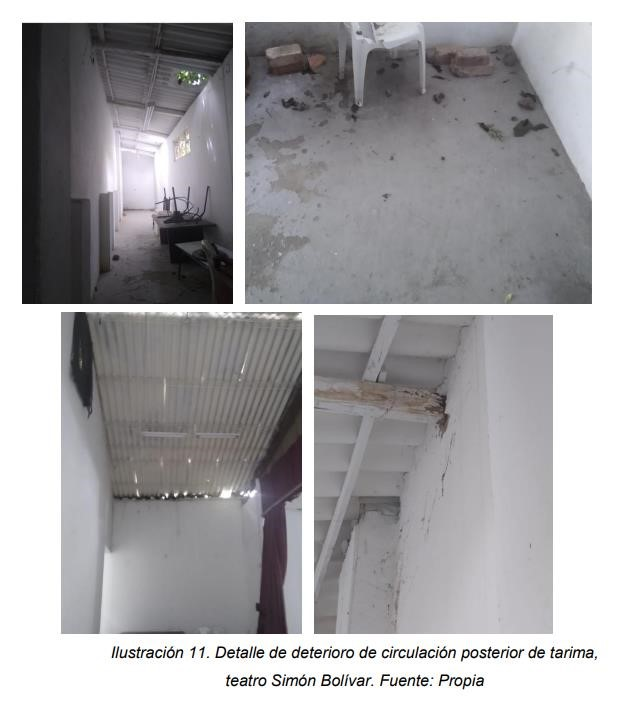 Ilustración 11. Detalle de deterioro de circulación posterior de tarima,
teatro Simón Bolívar. Fuente: Propia